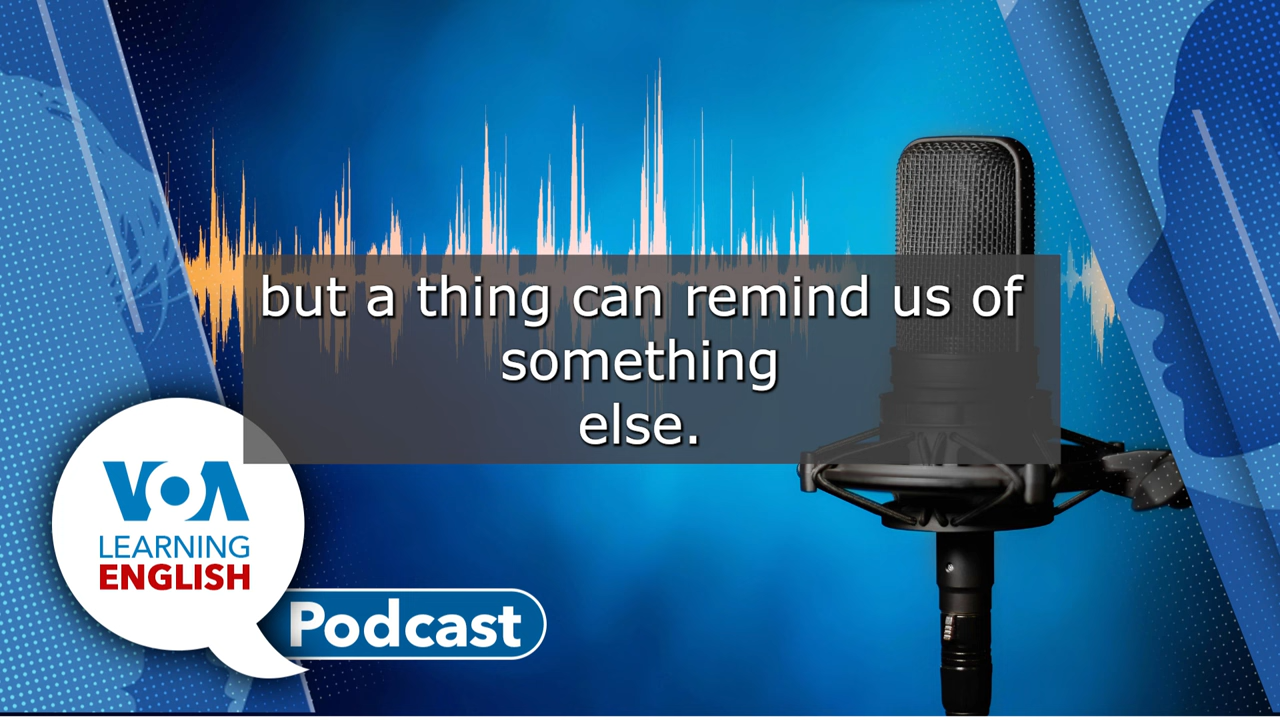 but a thing can remind us of
something
else.
VOA
LEARNING
ENGLISH
Podcast